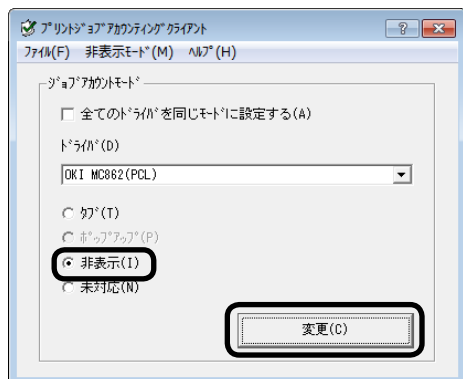 ﾌﾟﾘﾝﾄｼﾞｮﾌﾞｱｶｳﾝﾃｨﾝｸﾞｸﾗｲｱﾝﾄ
ﾌｧｲﾙ(F) 非表示ﾓｰﾄﾞ(M) ﾍﾙﾌﾟ(H)
ｼﾞｮﾌﾞｱｶｳﾝﾄﾓｰﾄﾞ
全てのﾄﾞﾗｲﾊﾞを同じﾓｰﾄﾞに設定する(A)
ﾄﾞﾗｲﾊﾞ(D)
OKI MC862(PCL)
ﾀﾌﾞ(T)
ﾎﾟｯﾌﾟｱｯﾌﾟ(P)
非表示(I)
未対応(N)
変更(C)